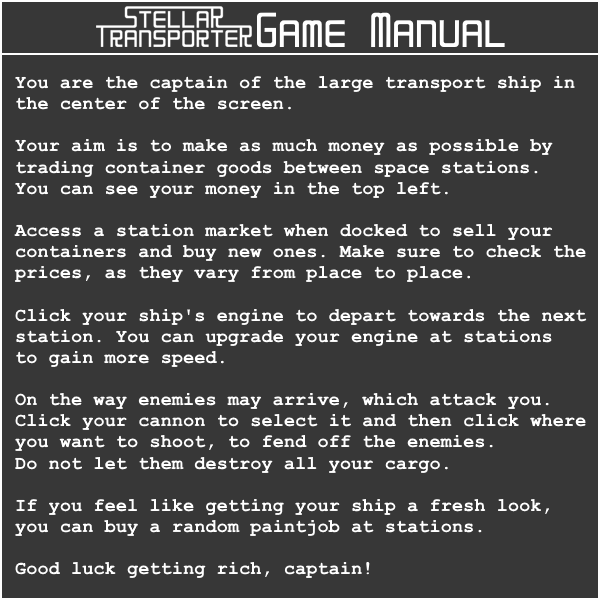 STELLAR TRANSPORTER GAME MANUAL
You are the captain of the large transport ship in
the center of the screen.
Your aim is to make as much money as possible by
trading container goods between space stations.
You can see your money in the top left.
Access a station market when docked to sell your
containers and buy new ones. Make sure to check the
prices, as they vary from place to place.
Click your ship's engine to depart towards the next
station. You can upgrade your engine at stations
to gain more speed.
On the way enemies may arrive, which attack you.
Click your cannon to select it and then click where
you want to shoot, to fend off the enemies.
Do not let them destroy all your cargo.
If you feel like getting your ship a fresh look,
you can buy a random paintjob at stations.
Good luck getting rich, captain!